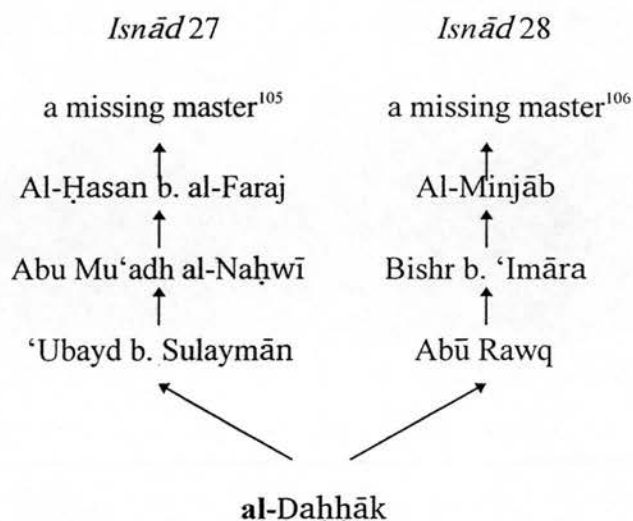 Isnād 27 Isnād 28
a missing master¹⁰⁵ a missing master¹⁰⁶
Al-Ḥasan b. al-Faraj Al-Minjāb
Abu Mu‘adh al-Naḥwī Bishr b. ‘Imāra
‘Ubayd b. Sulaymān Abū Rawq
al-Dahhāk